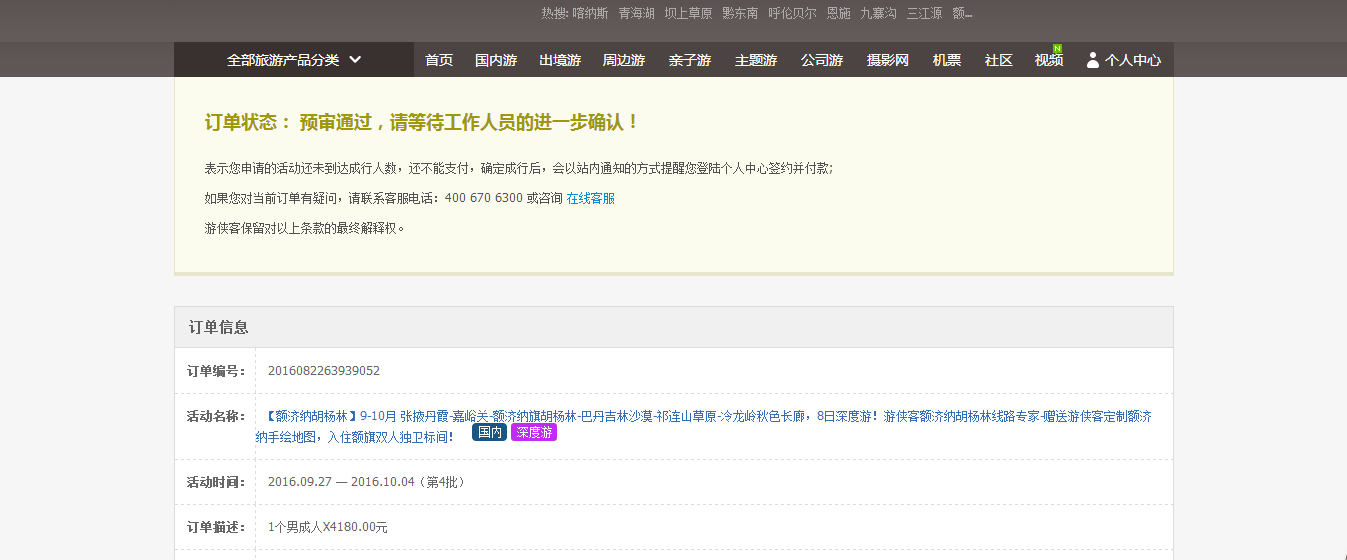 热搜: 喀纳斯 青海湖 坝上草原 黔东南 呼伦贝尔 恩施 九寨沟 三江源 额...
全部旅游产品分类 首页 国内游 出境游 周边游 亲子游 主题游 公司游 摄影网 机票 社区 视频 N 个人中心
订单状态： 预审通过，请等待工作人员的进一步确认！
表示您申请的活动还未到达成行人数，还不能支付，确定成行后，会以站内通知的方式提醒您登陆个人中心签约并付款;
如果您对当前订单有疑问，请联系客服电话：400 670 6300 或咨询 在线客服
游侠客保留对以上条款的最终解释权。
订单信息
订单编号： 2016082263939052
活动名称： 【额济纳胡杨林】9-10月 张掖丹霞-嘉峪关-额济纳旗胡杨林-巴丹吉林沙漠-祁连山草原-冷龙岭秋色长廊，8日深度游！游侠客额济纳胡杨林线路专家-赠送游侠客定制额济
纳手绘地图，入住额旗双人独卫标间！ 国内 深度游
活动时间： 2016.09.27 — 2016.10.04（第4批）
订单描述： 1个男成人X4180.00元